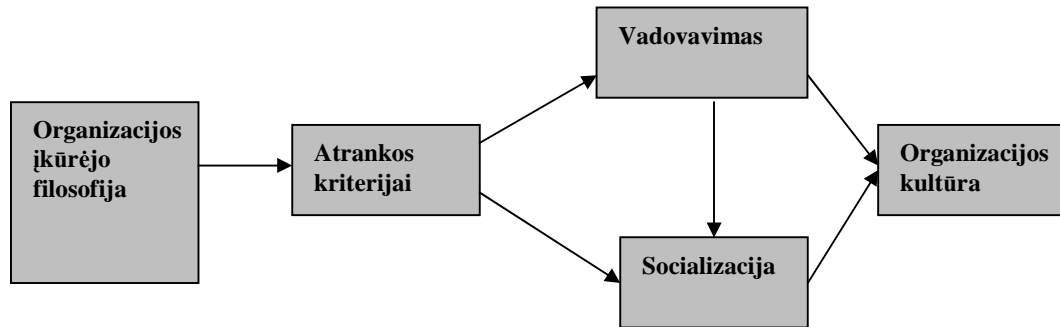 Organizacijos
įkūrėjo
filosofija
Atrankos
kriterijai
Vadovavimas
Socializacija
Organizacijos
kultūra